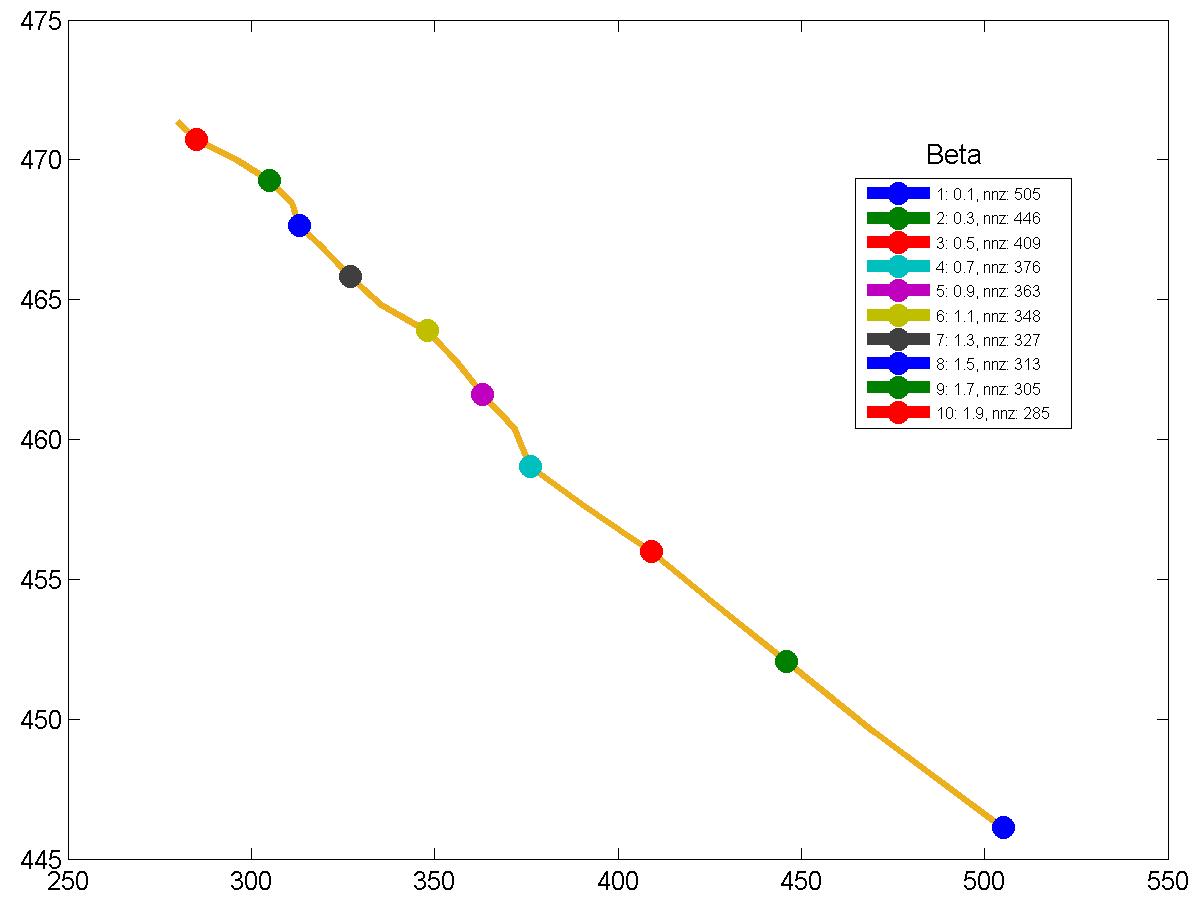 475
470
465
460
455
450
445
250
300
350
400
450
500
550
Beta
1: 0.1, nnz: 505
2: 0.3, nnz: 446
3: 0.5, nnz: 409
4: 0.7, nnz: 376
5: 0.9, nnz: 363
6: 1.1, nnz: 348
7: 1.3, nnz: 327
8: 1.5, nnz: 313
9: 1.7, nnz: 305
10: 1.9, nnz: 285